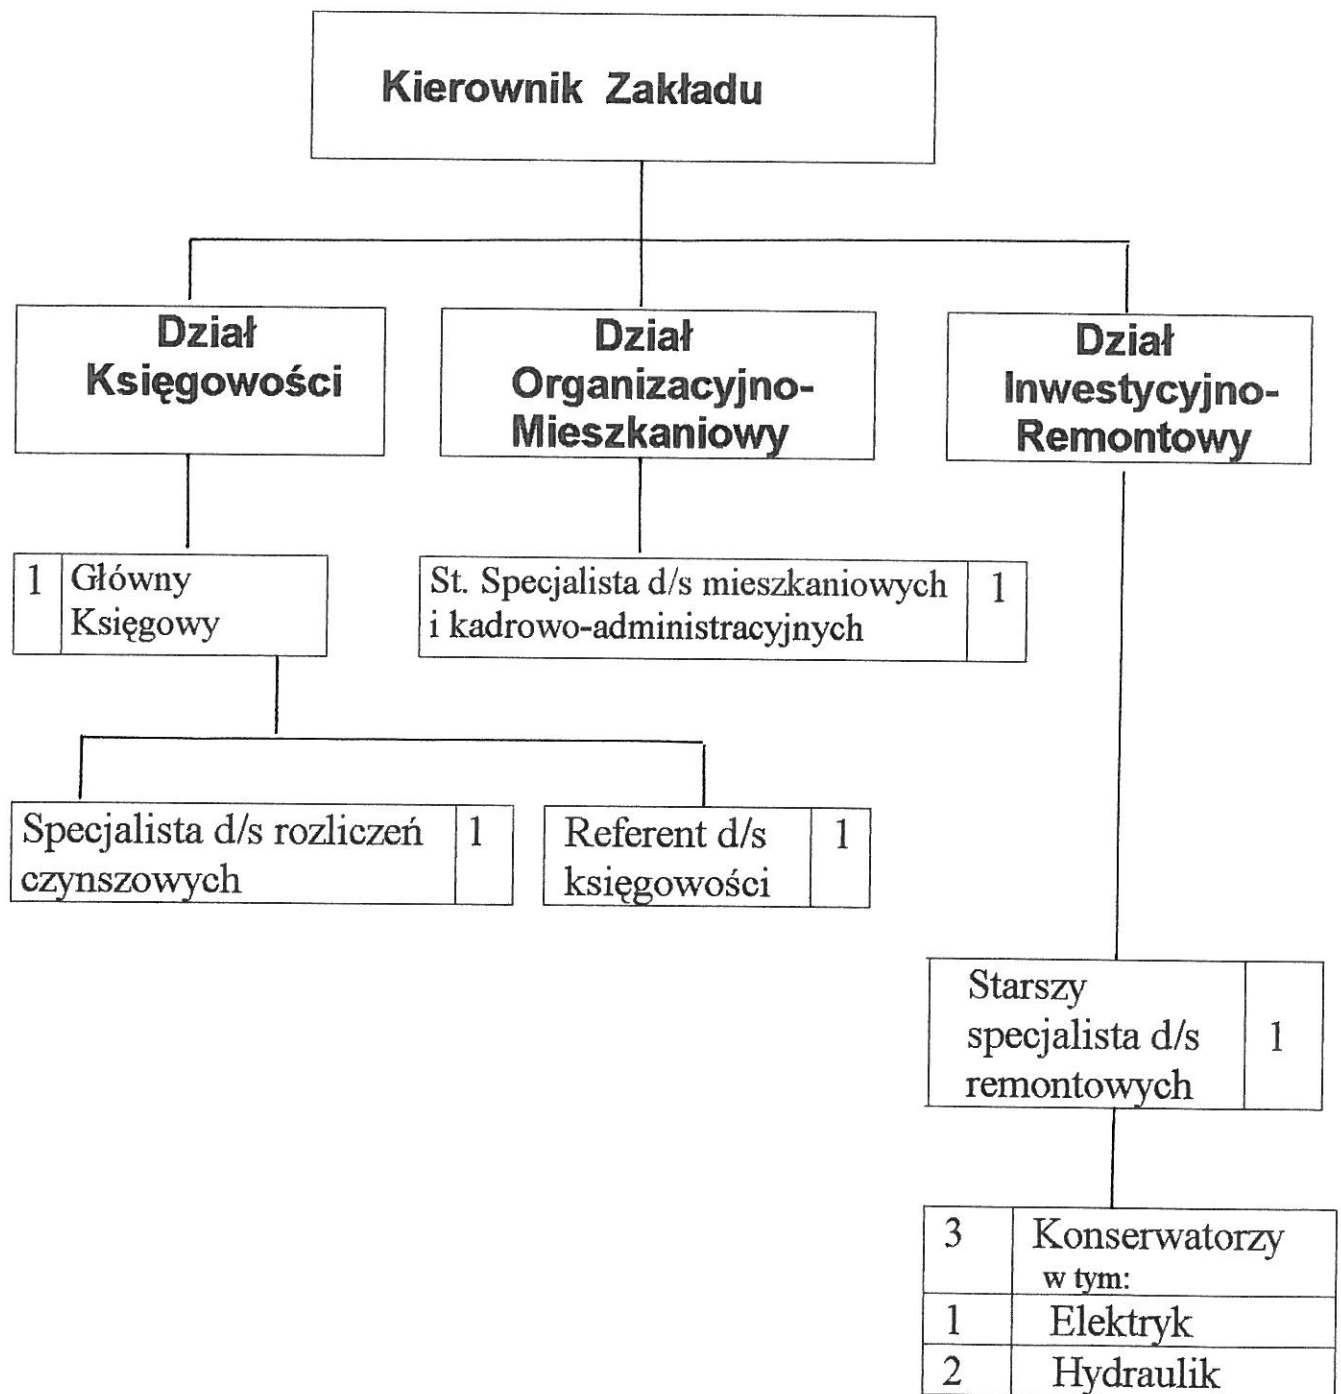 Kierownik Zakładu
Dział
Księgowości
Dział
Organizacyjno-
Mieszkaniowy
Dział
Inwestycyjno-
Remontowy
1 Główny
Księgowy
St. Specjalista d/s mieszkaniowych 1
i kadrowo-administracyjnych
Specjalista d/s rozliczeń 1
czynszowych
Referent d/s 1
księgowości
Starszy
specjalista d/s 1
remontowych
3 Konserwatorzy
w tym:
1 Elektryk
2 Hydraulik